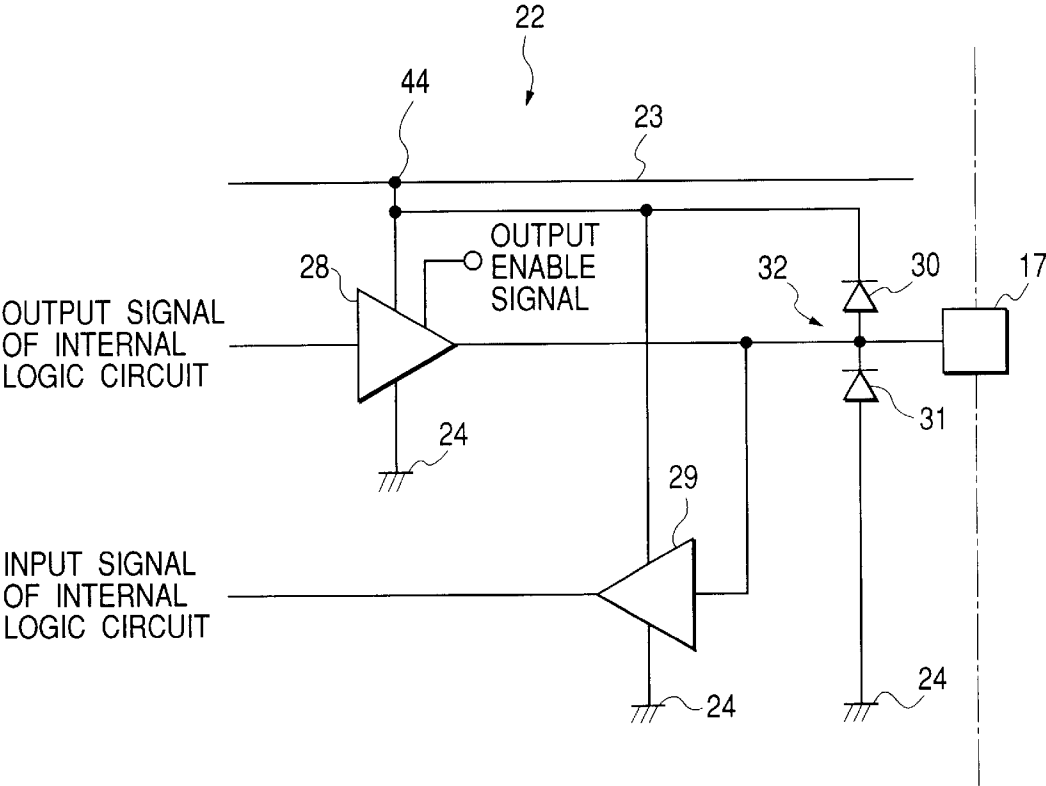 22
44
23
OUTPUT
ENABLE
SIGNAL
28
32
30
17
OUTPUT SIGNAL
OF INTERNAL
LOGIC CIRCUIT
31
24
29
INPUT SIGNAL
OF INTERNAL
LOGIC CIRCUIT
24
24